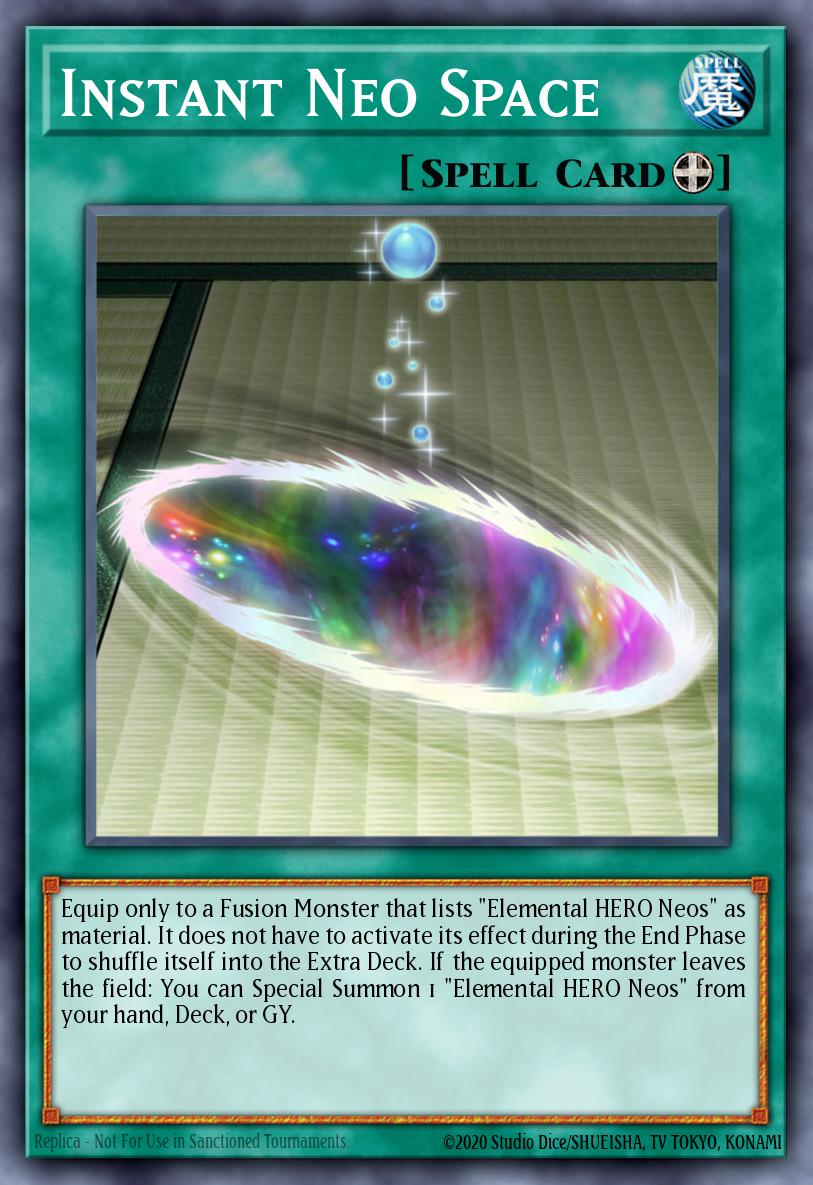 INSTANT NEO SPACE
SPELL
魔
[SPELL CARD]
Equip only to a Fusion Monster that lists "Elemental HERO Neos" as
material. It does not have to activate its effect during the End Phase
to shuffle itself into the Extra Deck. If the equipped monster leaves
the field: You can Special Summon 1 "Elemental HERO Neos" from
your hand, Deck, or GY.
Replica - Not For Use in Sanctioned Tournaments.
©2020 Studio Dice/SHUEISHA, TV TOKYO, KONAMI